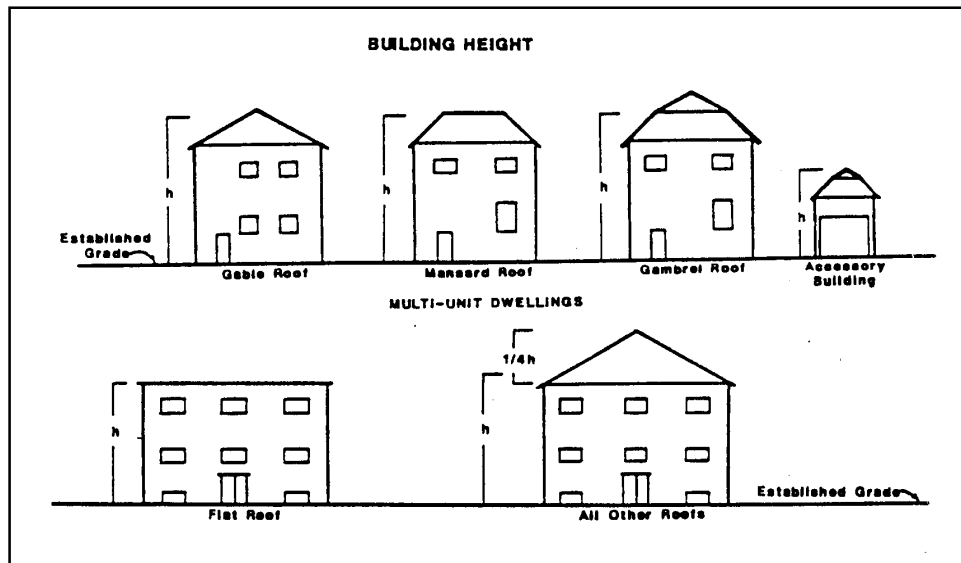 BUILDING HEIGHT
h
h
h
h
Established
Grade
Gable Roof
Mansard Roof
Gambrel Roof
Accessory
Building
MULTI-UNIT DWELLINGS
1/4h
h
h
Established Grade
Flat Roof
All Other Roofs